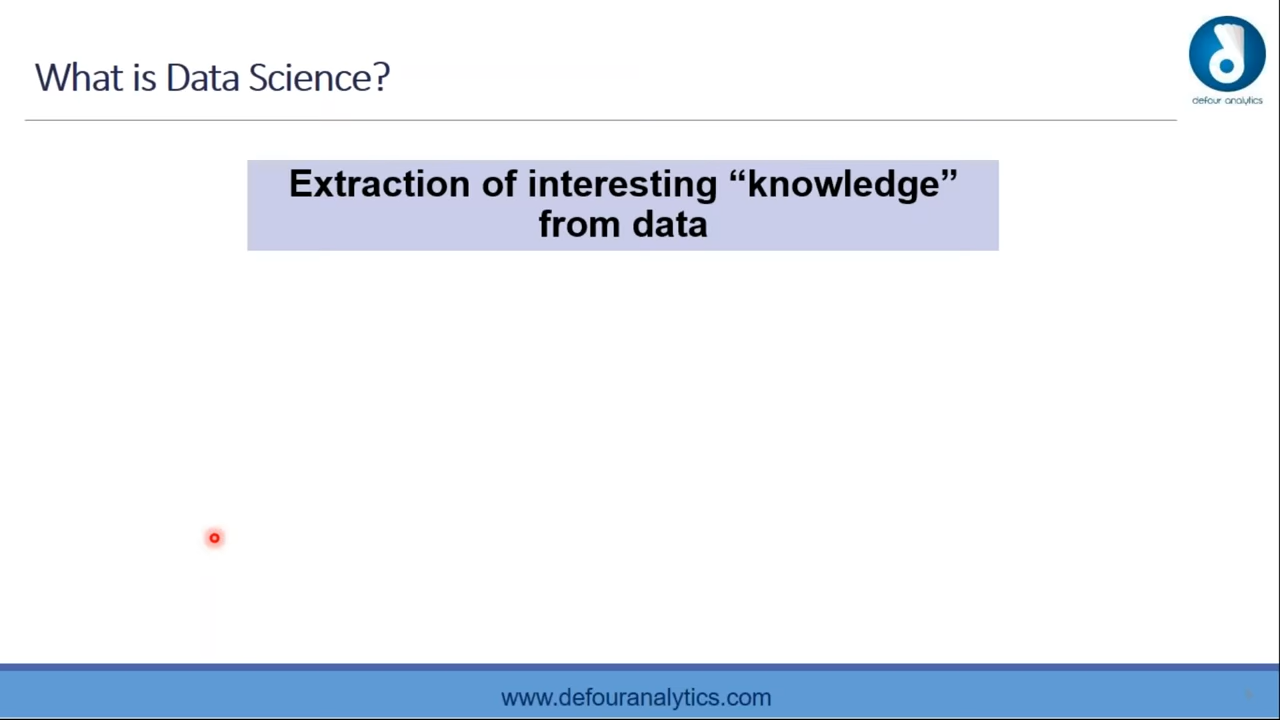 What is Data Science?
defour analytics
Extraction of interesting “knowledge”
from data
www.defouranalytics.com